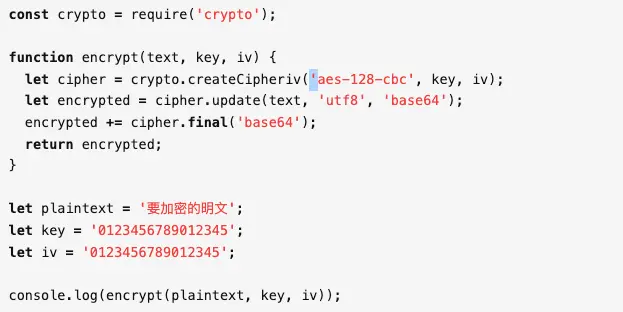 const crypto = require('crypto');
function encrypt(text, key, iv) {
let cipher = crypto.createCipheriv('aes-128-cbc', key, iv);
let encrypted = cipher.update(text, 'utf8', 'base64');
encrypted += cipher.final('base64');
return encrypted;
}
let plaintext = '要加密的明文';
let key = '0123456789012345';
let iv = '0123456789012345';
console.log(encrypt(plaintext, key, iv));